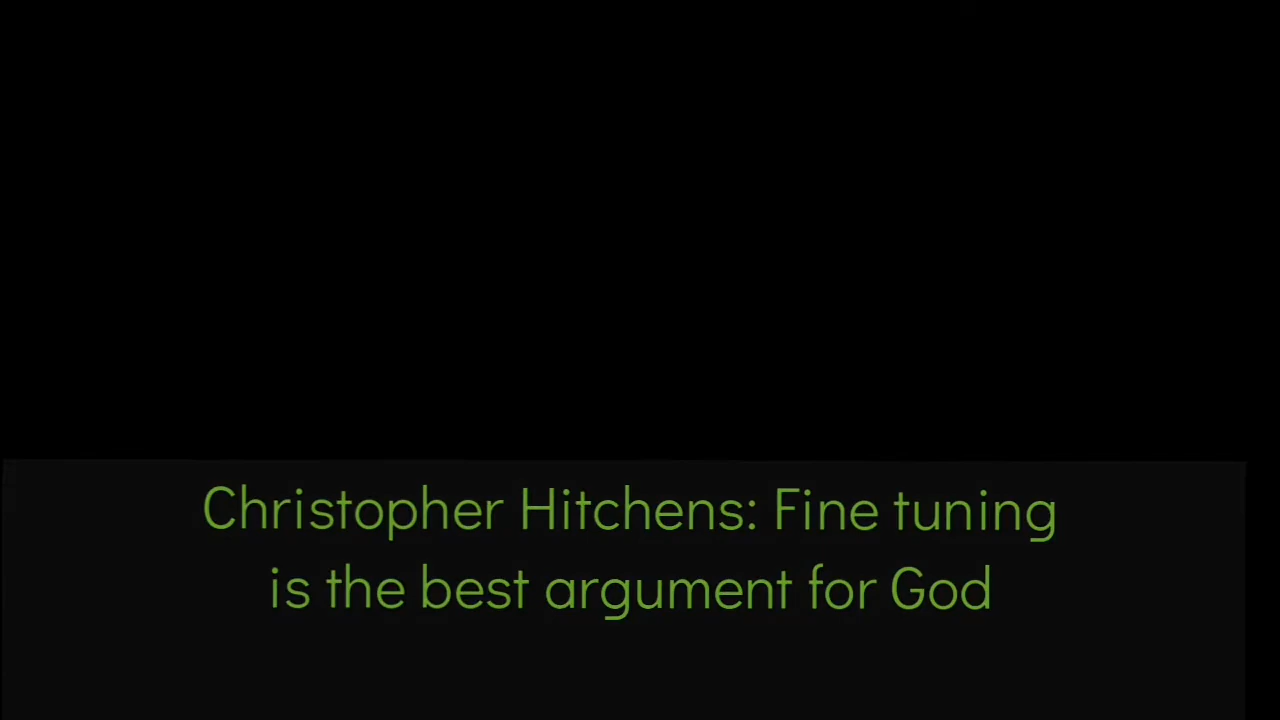 Christopher Hitchens: Fine tuning
is the best argument for God